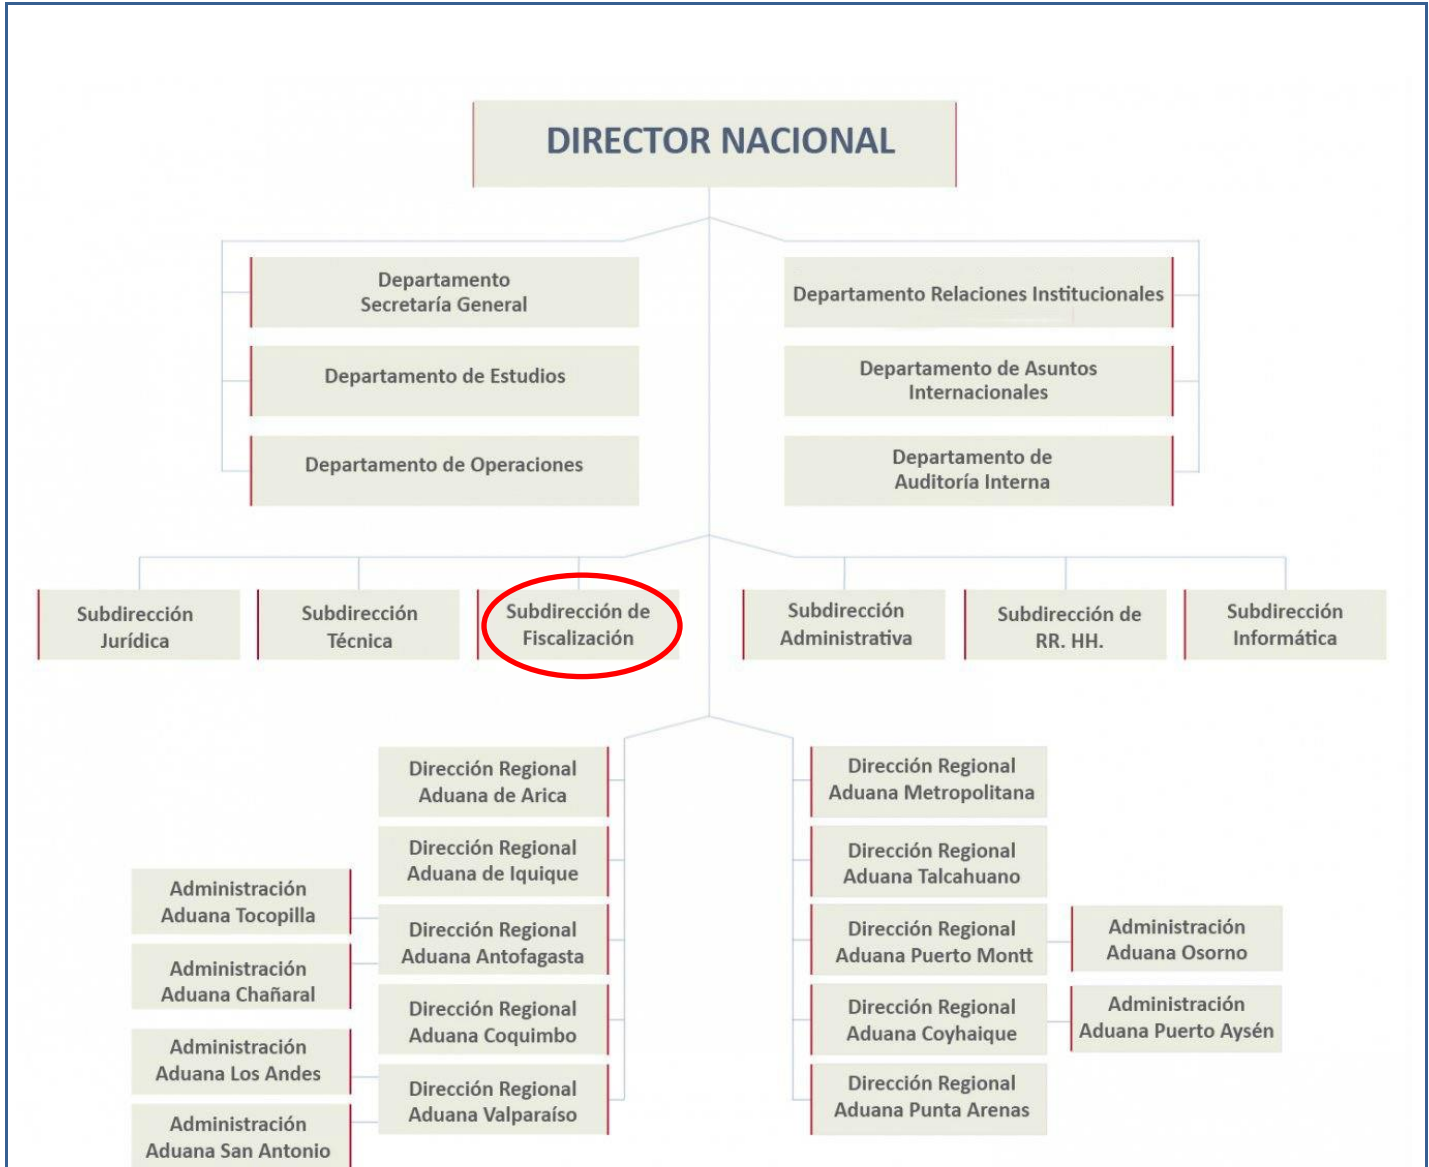 DIRECTOR NACIONAL
Departamento
Secretaría General
Departamento Relaciones Institucionales
Departamento de Estudios
Departamento de Asuntos
Internacionales
Departamento de Operaciones
Departamento de
Auditoría Interna
Subdirección
Jurídica
Subdirección
Técnica
Subdirección de
Fiscalización
Subdirección
Administrativa
Subdirección de
RR. HH.
Subdirección
Informática
Dirección Regional
Aduana de Arica
Dirección Regional
Aduana de Iquique
Administración
Aduana Tocopilla
Dirección Regional
Aduana Antofagasta
Administración
Aduana Chañaral
Dirección Regional
Aduana Coquimbo
Administración
Aduana Los Andes
Dirección Regional
Aduana Valparaíso
Administración
Aduana San Antonio
Dirección Regional
Aduana Metropolitana
Dirección Regional
Aduana Talcahuano
Dirección Regional
Aduana Puerto Montt
Administración
Aduana Osorno
Dirección Regional
Aduana Coyhaique
Administración
Aduana Puerto Aysén
Dirección Regional
Aduana Punta Arenas